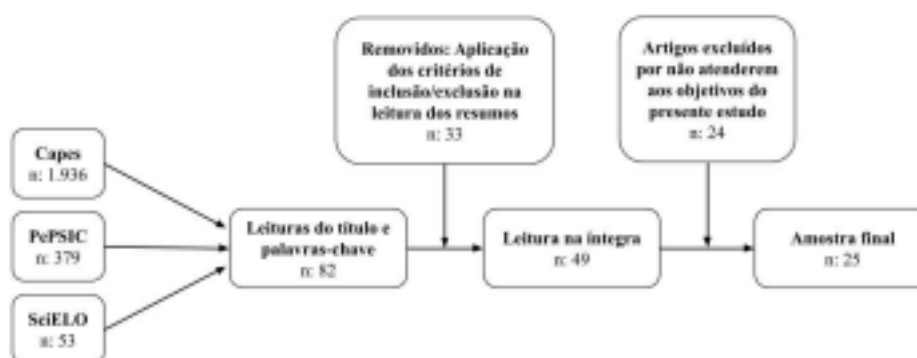 Removidos: Aplicação
dos critérios de
inclusão/exclusão na
leitura dos resumos
n: 33
Artigos excluídos
por não atenderem
aos objetivos do
presente estudo
n: 24
Capes
n: 1.936
PePSIC
n: 379
SciELO
n: 53
Leituras do título e
palavras-chave
n: 82
Leitura na íntegra
n: 49
Amostra final
n: 25